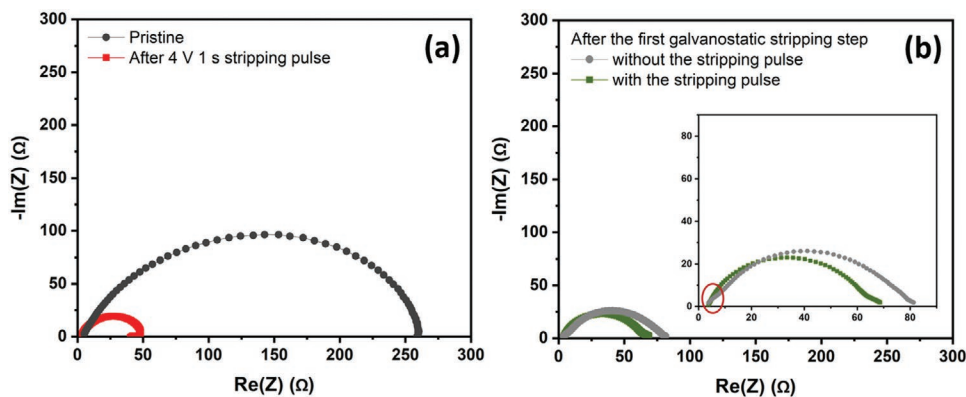 (a)
Pristine
After 4 V 1 s stripping pulse
-Im(Z) (Ω)
300
250
200
150
100
50
0
0 50 100 150 200 250 300
Re(Z) (Ω)
(b)
After the first galvanostatic stripping step
without the stripping pulse
with the stripping pulse
-Im(Z) (Ω)
300
250
200
150
100
50
0
80
60
40
20
0
0 20 40 60 80
0 50 100 150 200 250 300
Re(Z) (Ω)